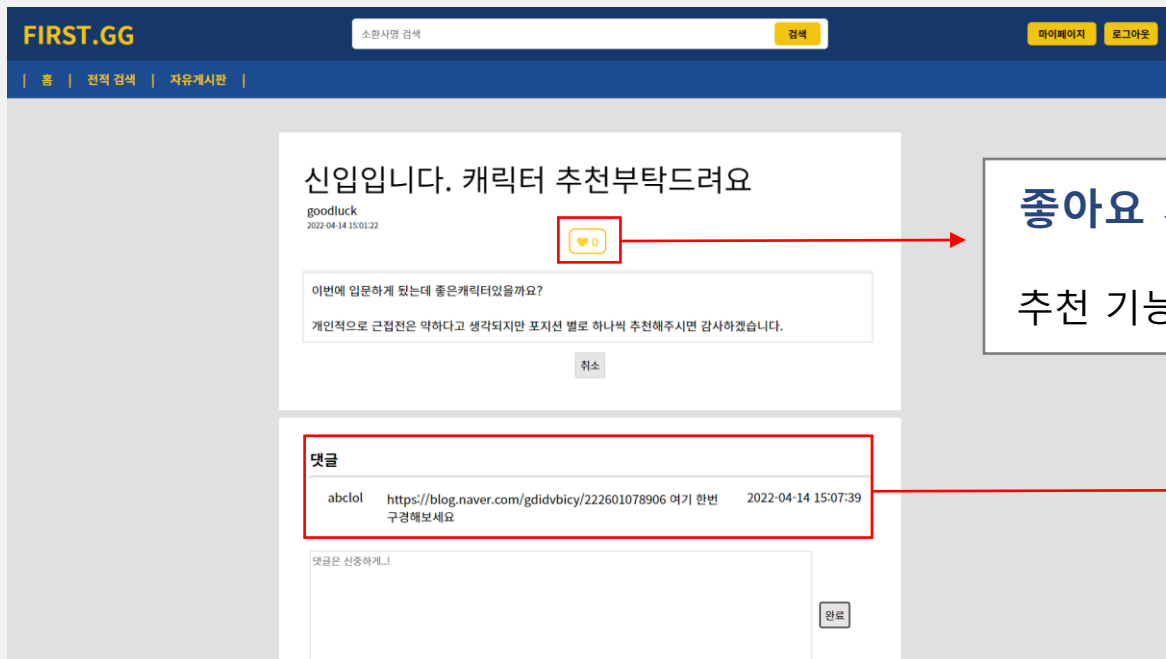 FIRST.GG
소환사명 검색
검색
마이페이지
로그아웃
| 홈 | 전적 검색 | 자유게시판 |
신입입니다. 캐릭터 추천부탁드려요
goodluck
2022-04-14 15:01:22
0
좋아요
추천 기능
이번에 입문하게 됬는데 좋은캐릭터있을까요?
개인적으로 근접전은 약하다고 생각되지만 포지션 별로 하나씩 추천해주시면 감사하겠습니다.
취소
댓글
abclol
https://blog.naver.com/gdidvbicy/222601078906 여기 한번
구경해보세요
2022-04-14 15:07:39
댓글은 신중하게..!
완료